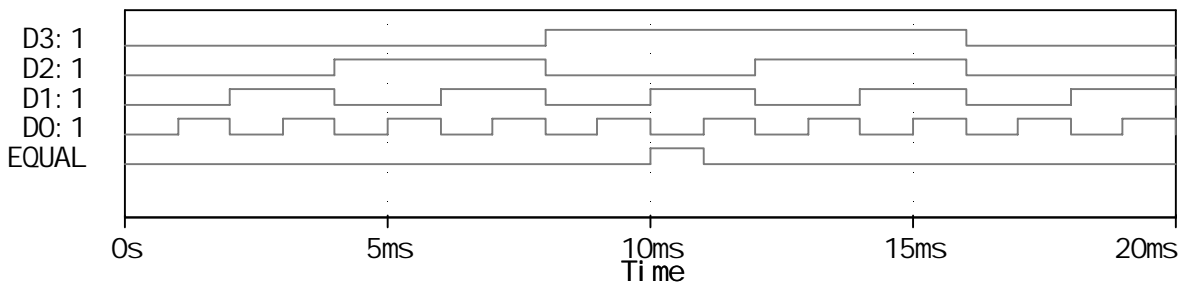 D3:1
D2:1
D1:1
D0:1
EQUAL
0s 5ms 10ms 15ms 20ms
Time